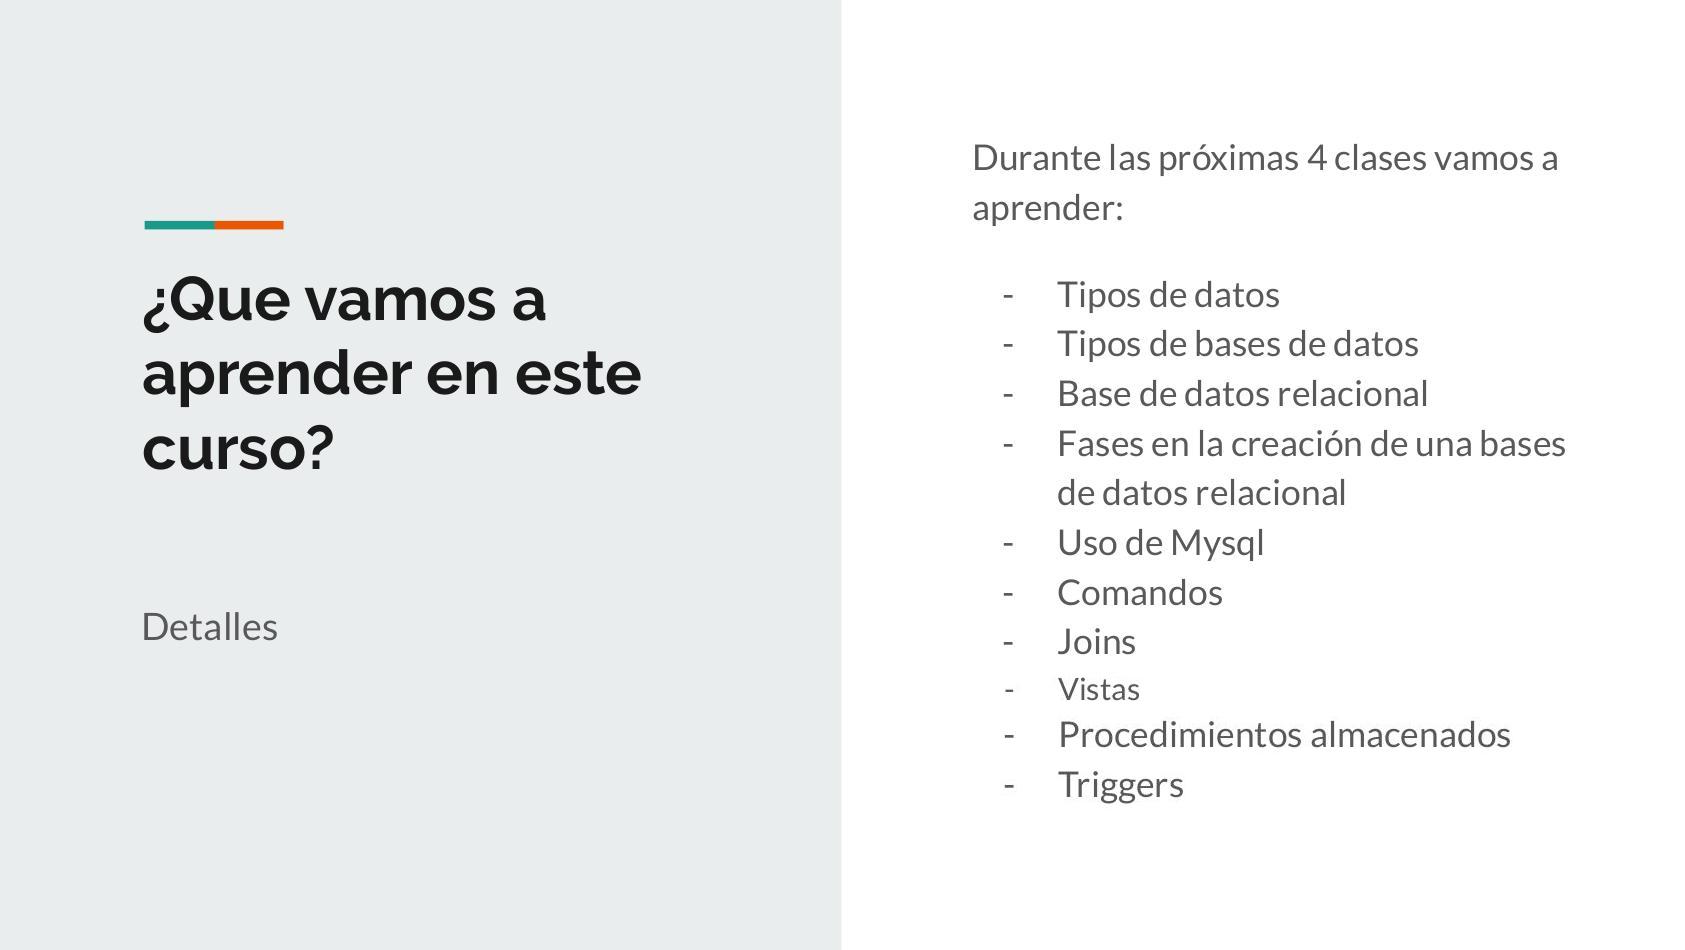 ¿Que vamos a
aprender en este
curso?
Detalles
Durante las próximas 4 clases vamos a
aprender:
- Tipos de datos
- Tipos de bases de datos
- Base de datos relacional
- Fases en la creación de una bases
de datos relacional
- Uso de Mysql
- Comandos
- Joins
- Vistas
- Procedimientos almacenados
- Triggers